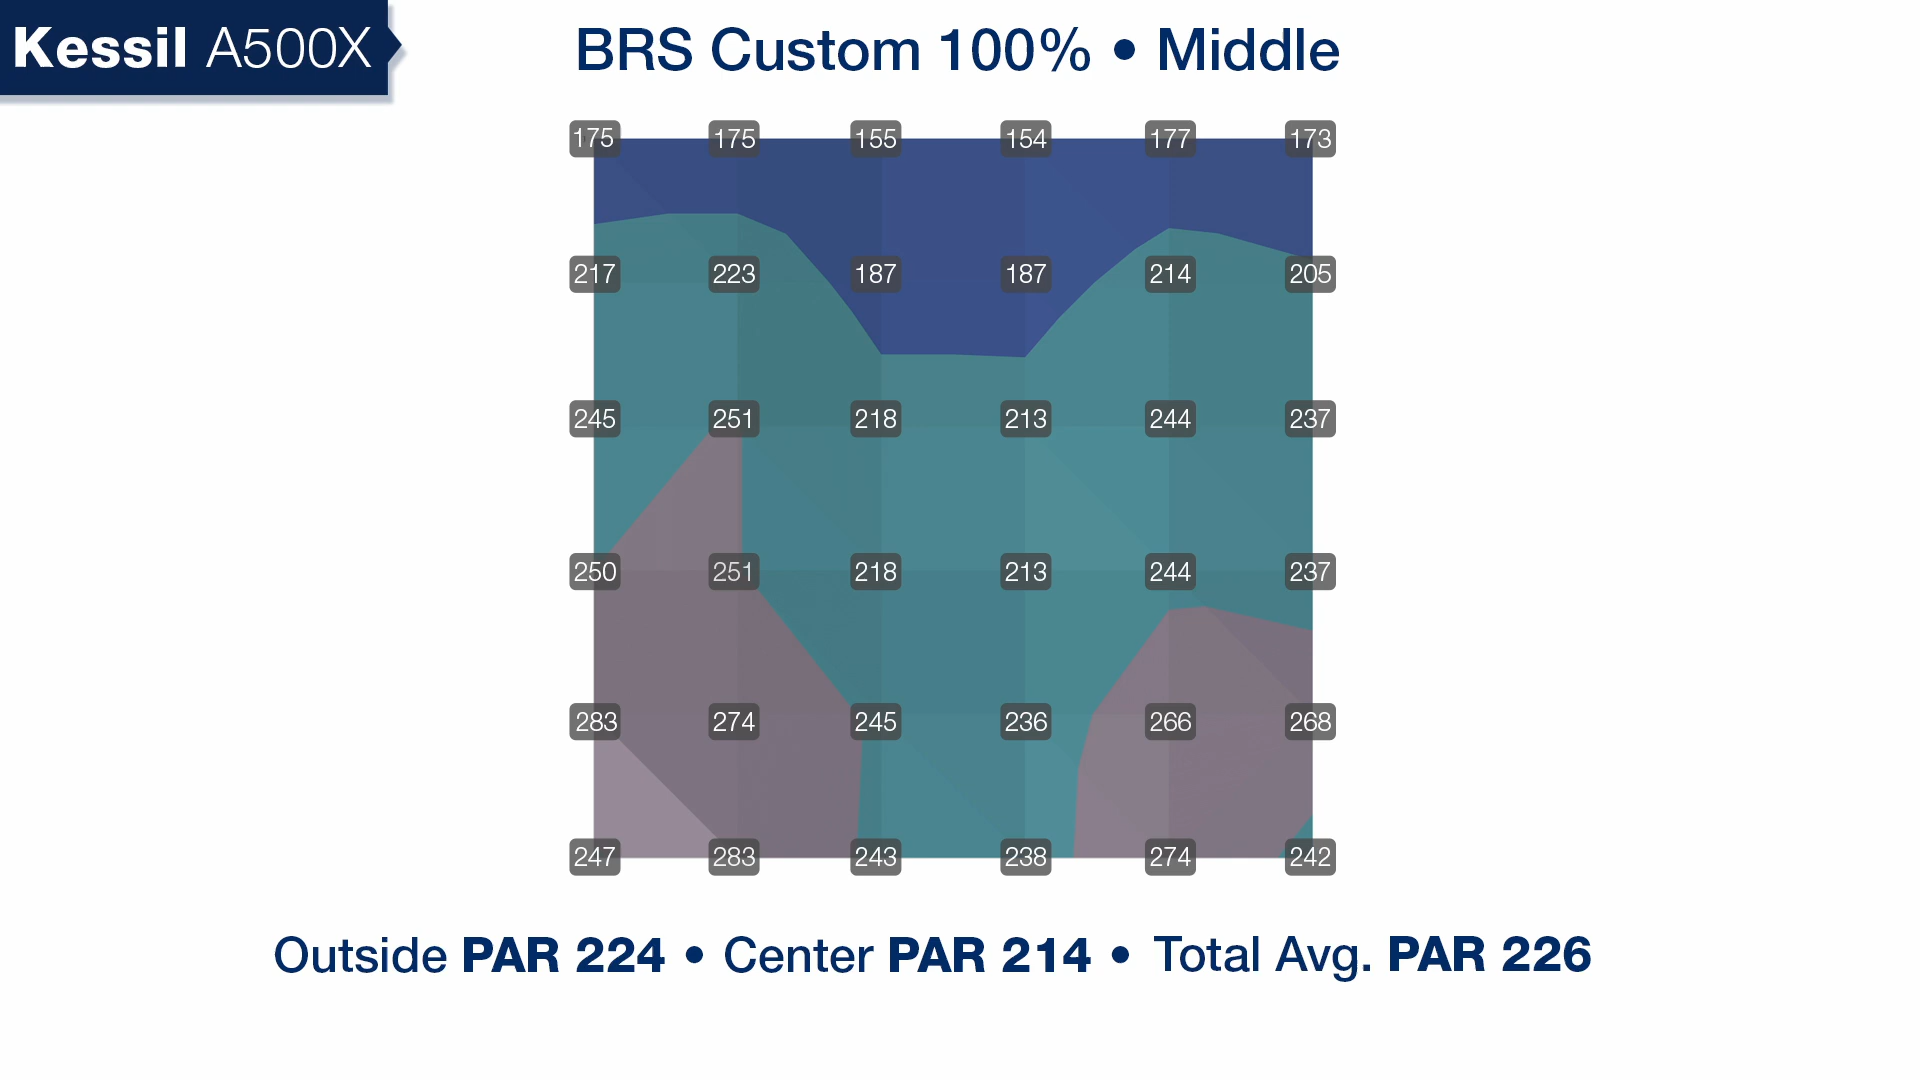 Kessil A500X
BRS Custom 100% • Middle
175 175 155 154 177 173
217 223 187 187 214 205
245 251 218 213 244 237
250 251 218 213 244 237
283 274 245 236 266 268
247 283 243 238 274 242
Outside PAR 224 • Center PAR 214 • Total Avg. PAR 226